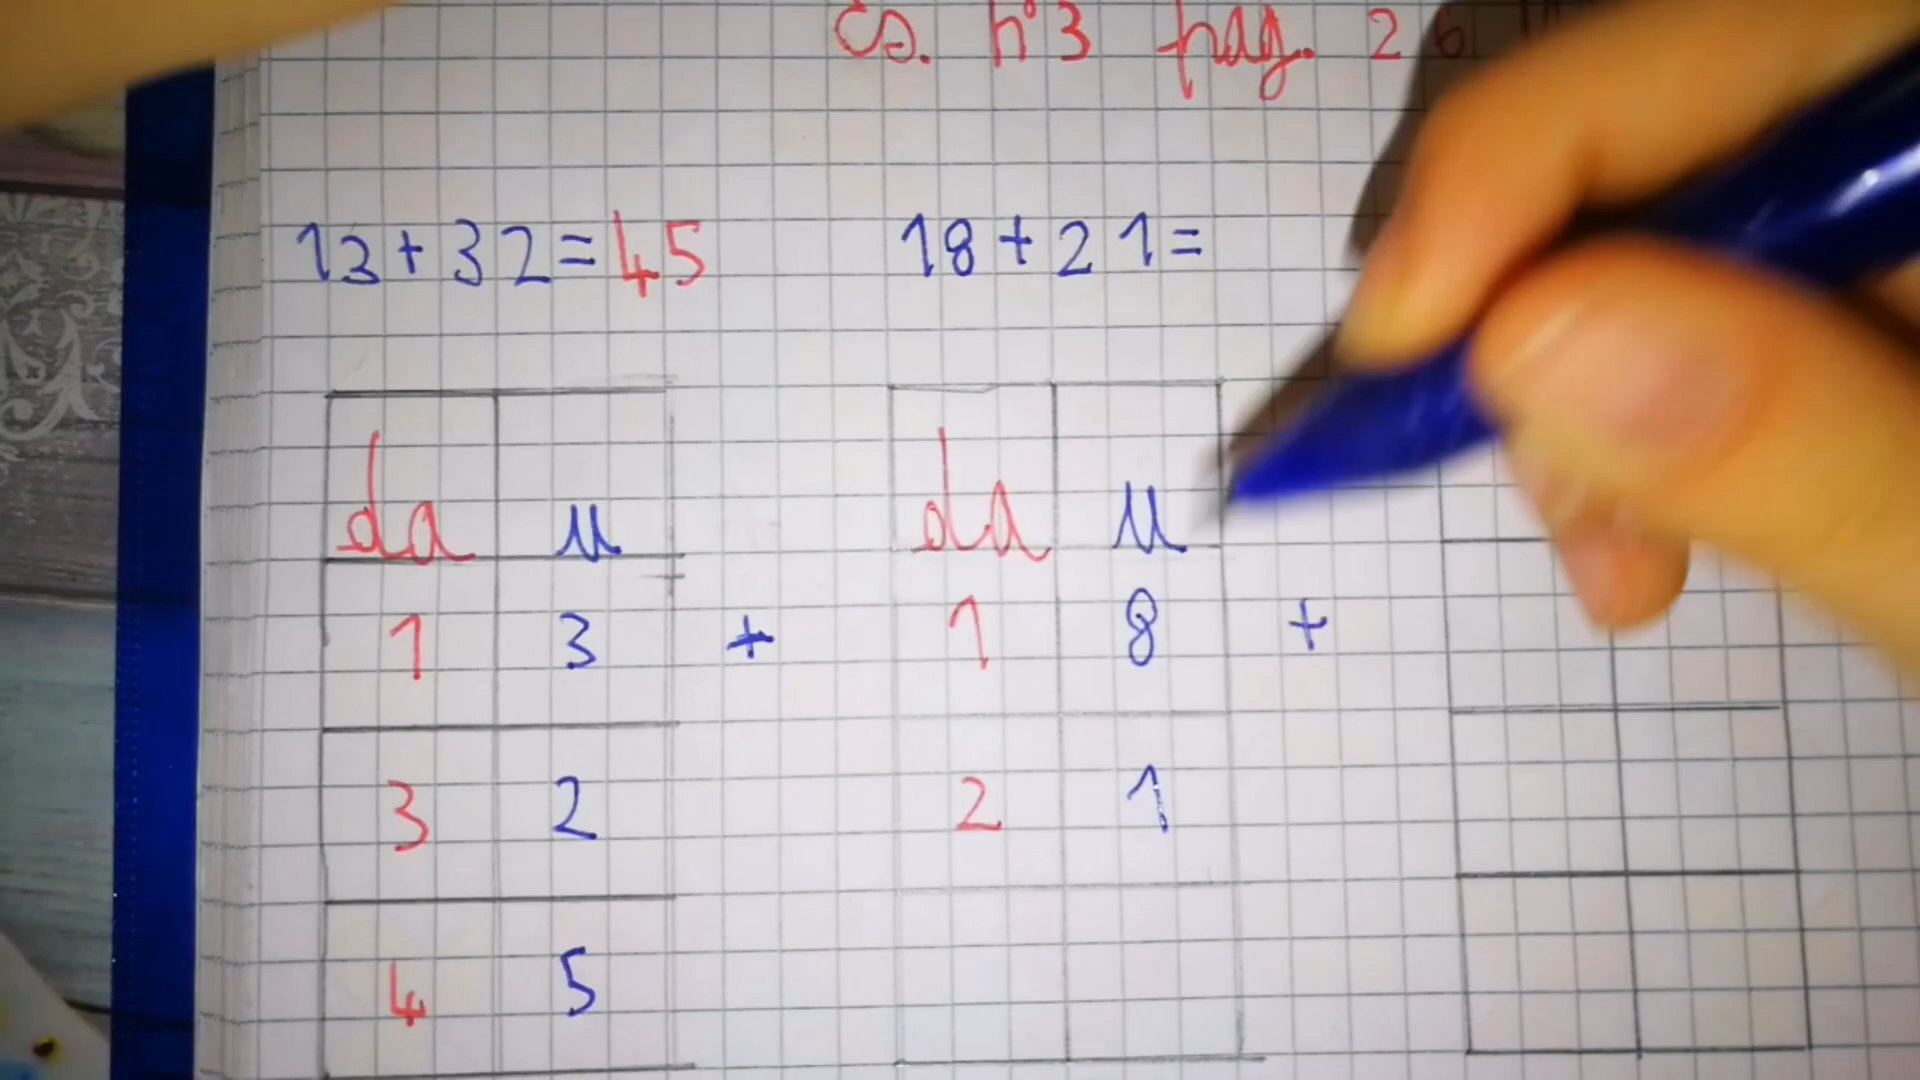 Es. n°3 pag. 26
13+32=45 18+21=
da u da u
1 3 + 1 8 +
3 2 2 1
4 5